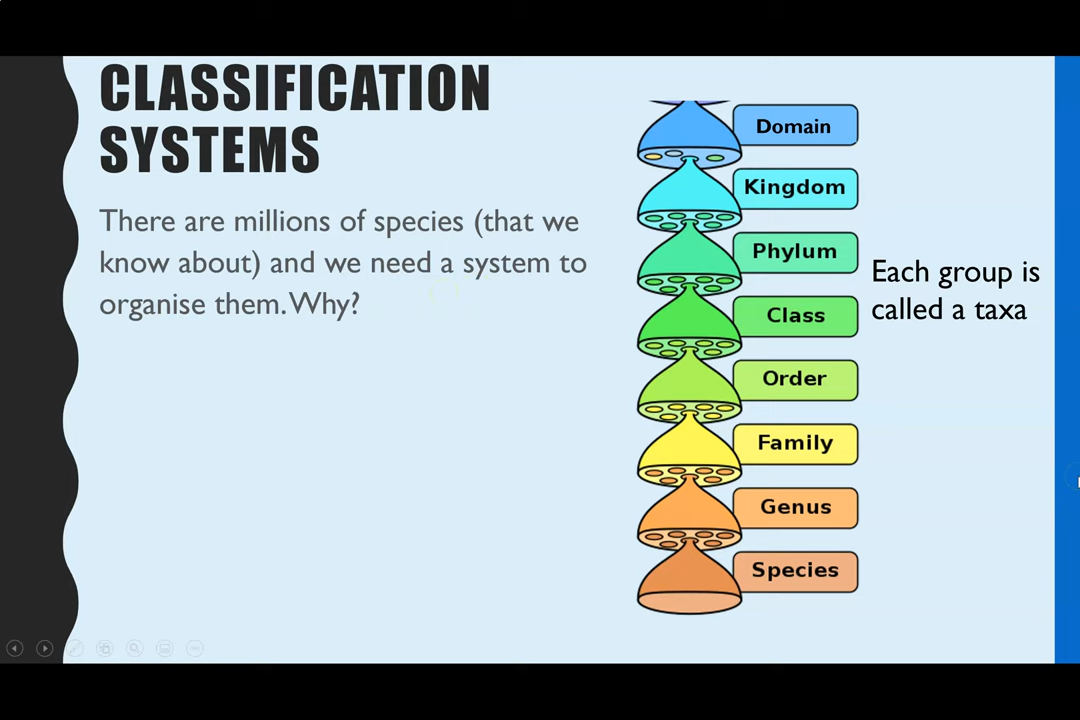 CLASSIFICATION
SYSTEMS
There are millions of species (that we
know about) and we need a system to
organise them. Why?
Domain
Kingdom
Phylum
Class
Order
Family
Genus
Species
Each group is
called a taxa